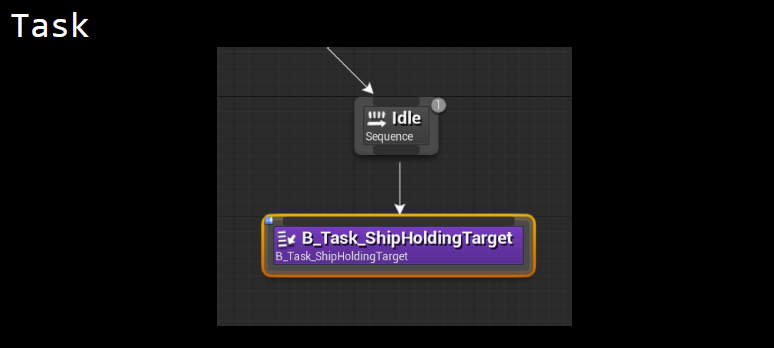 Task
1
Idle
Sequence
B_Task_ShipHoldingTarget
B_Task_ShipHoldingTarget